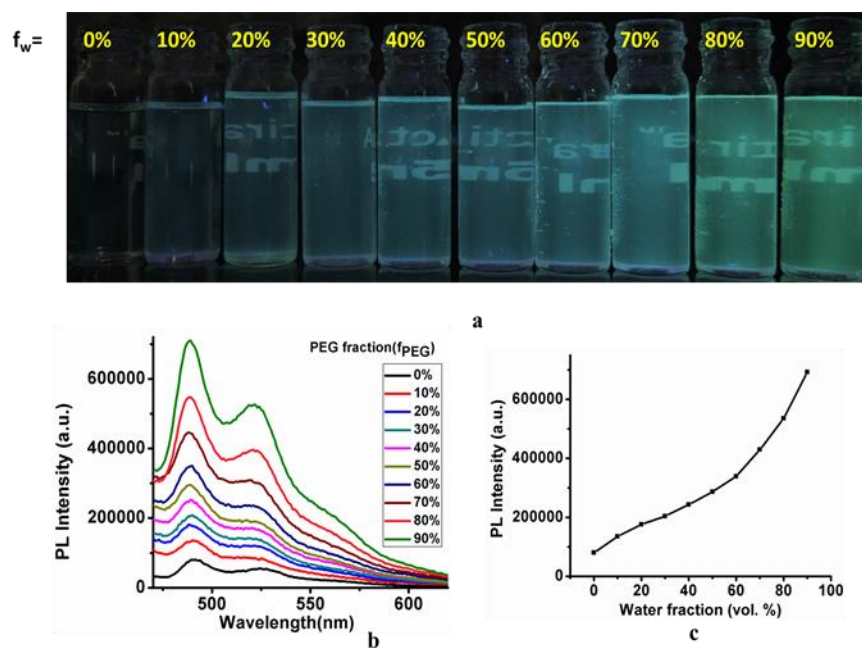 fw= 0% 10% 20% 30% 40% 50% 60% 70% 80% 90%
a
PEG fraction(fPEG)
0%
10%
20%
30%
40%
50%
60%
70%
80%
90%
600000
400000
200000
0
500 550 600
PL Intensity (a.u.)
Wavelength(nm)
b
600000
400000
200000
0
0 20 40 60 80 100
PL Intensity (a.u.)
Water fraction (vol. %)
c